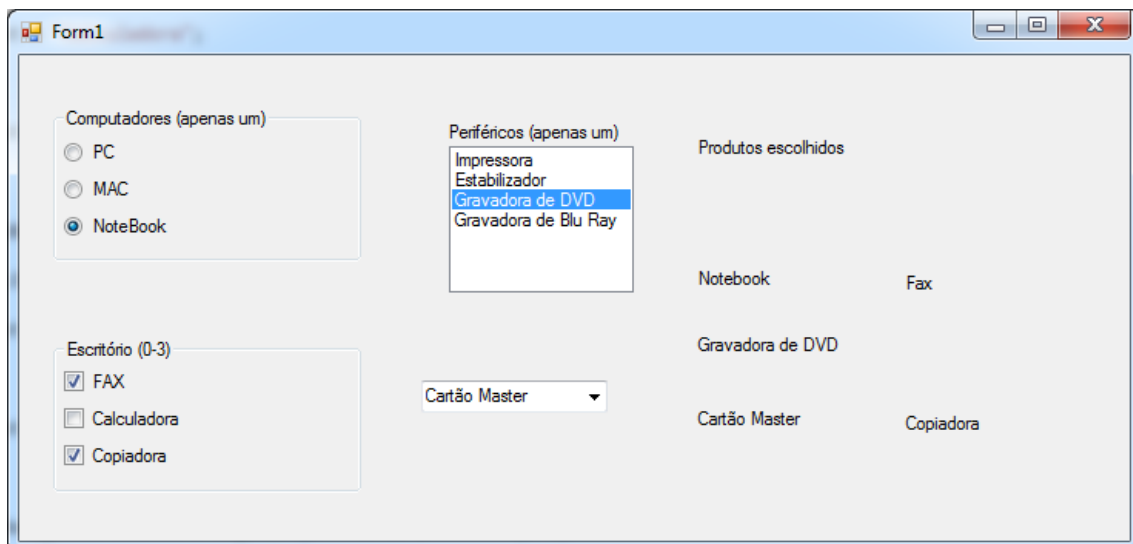 Form1
Computadores (apenas um)
PC
MAC
NoteBook
Periféricos (apenas um)
Impressora
Estabilizador
Gravadora de DVD
Gravadora de Blu Ray
Produtos escolhidos
Notebook
Fax
Gravadora de DVD
Escritório (0-3)
FAX
Calculadora
Copiadora
Cartão Master
Cartão Master
Copiadora